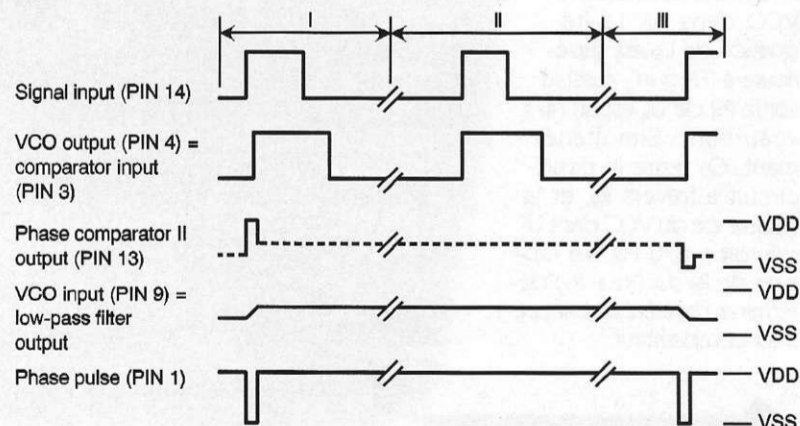 I II III
Signal input (PIN 14)
VCO output (PIN 4) =
comparator input
(PIN 3)
Phase comparator II
output (PIN 13)
VDD
VSS
VCO input (PIN 9) =
low-pass filter
output
VDD
VSS
Phase pulse (PIN 1)
VDD
VSS